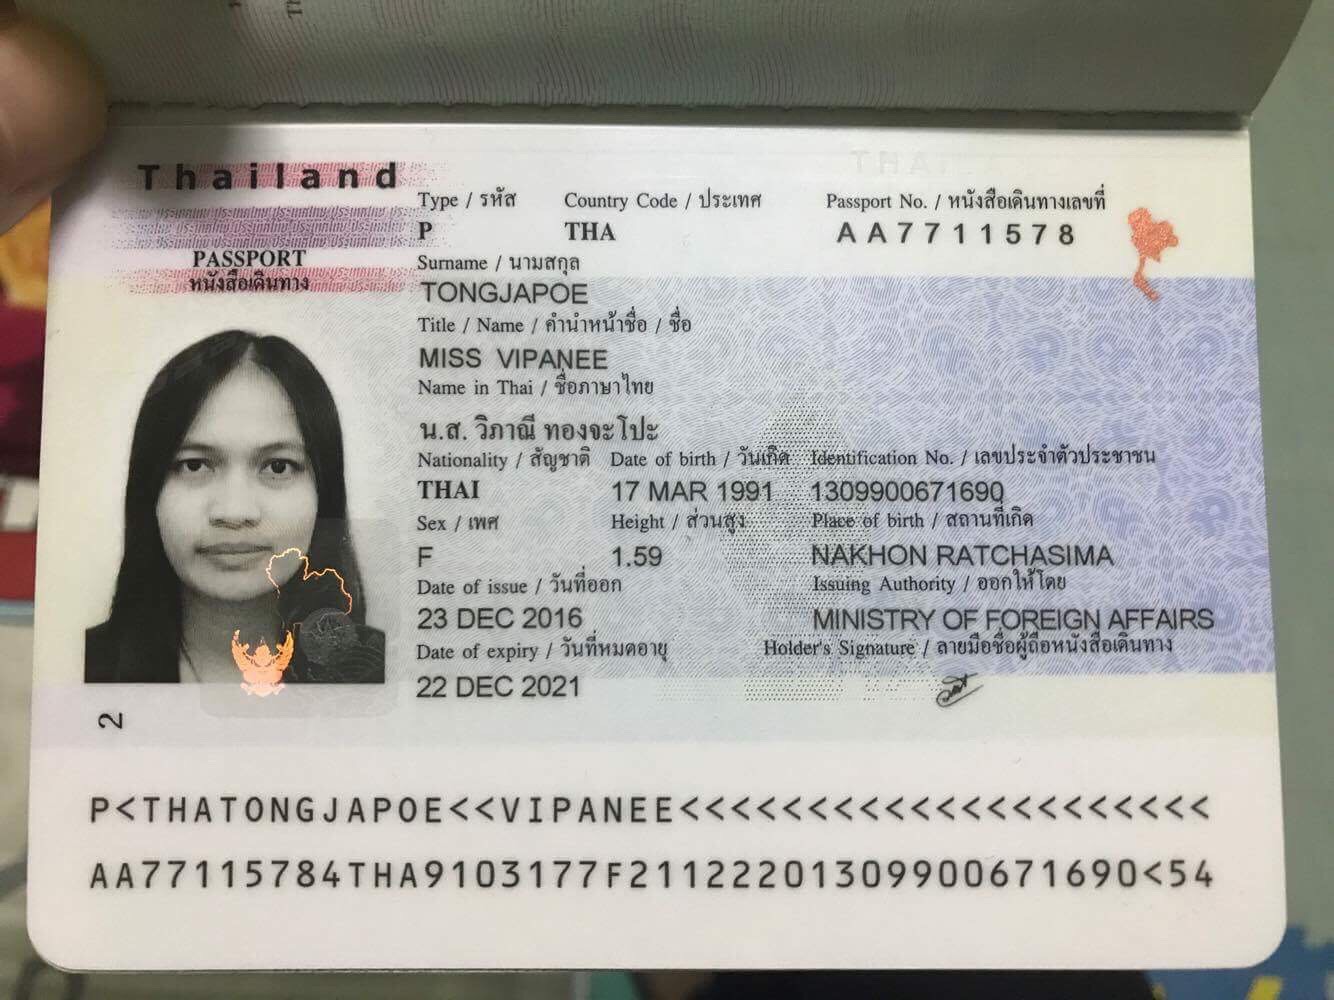 Thailand
PASSPORT
หนังสือเดินทาง
Type / รหัส Country Code / ประเทศ Passport No. / หนังสือเดินทางเลขที่
P THA AA7711578
Surname / นามสกุล
TONGJAPOE
Title / Name / คำนำหน้าชื่อ / ชื่อ
MISS VIPANEE
Name in Thai / ชื่อภาษาไทย
น.ส. วิภาณี ทองจะโปะ
Nationality / สัญชาติ Date of birth / วันเกิด Identification No. / เลขประจำตัวประชาชน
THAI 17 MAR 1991 1309900671690
Sex / เพศ Height / ส่วนสูง Place of birth / สถานที่เกิด
F 1.59 NAKHON RATCHASIMA
Date of issue / วันที่ออก Issuing Authority / ออกให้โดย
23 DEC 2016 MINISTRY OF FOREIGN AFFAIRS
Date of expiry / วันที่หมดอายุ Holder's Signature / ลายมือชื่อผู้ถือหนังสือเดินทาง
22 DEC 2021
2
P<THATONGJAPOE<<VIPANEE<<<<<<<<<<<<<<<<<<<<<
AA77115784THA9103177F21122201309900671690<54